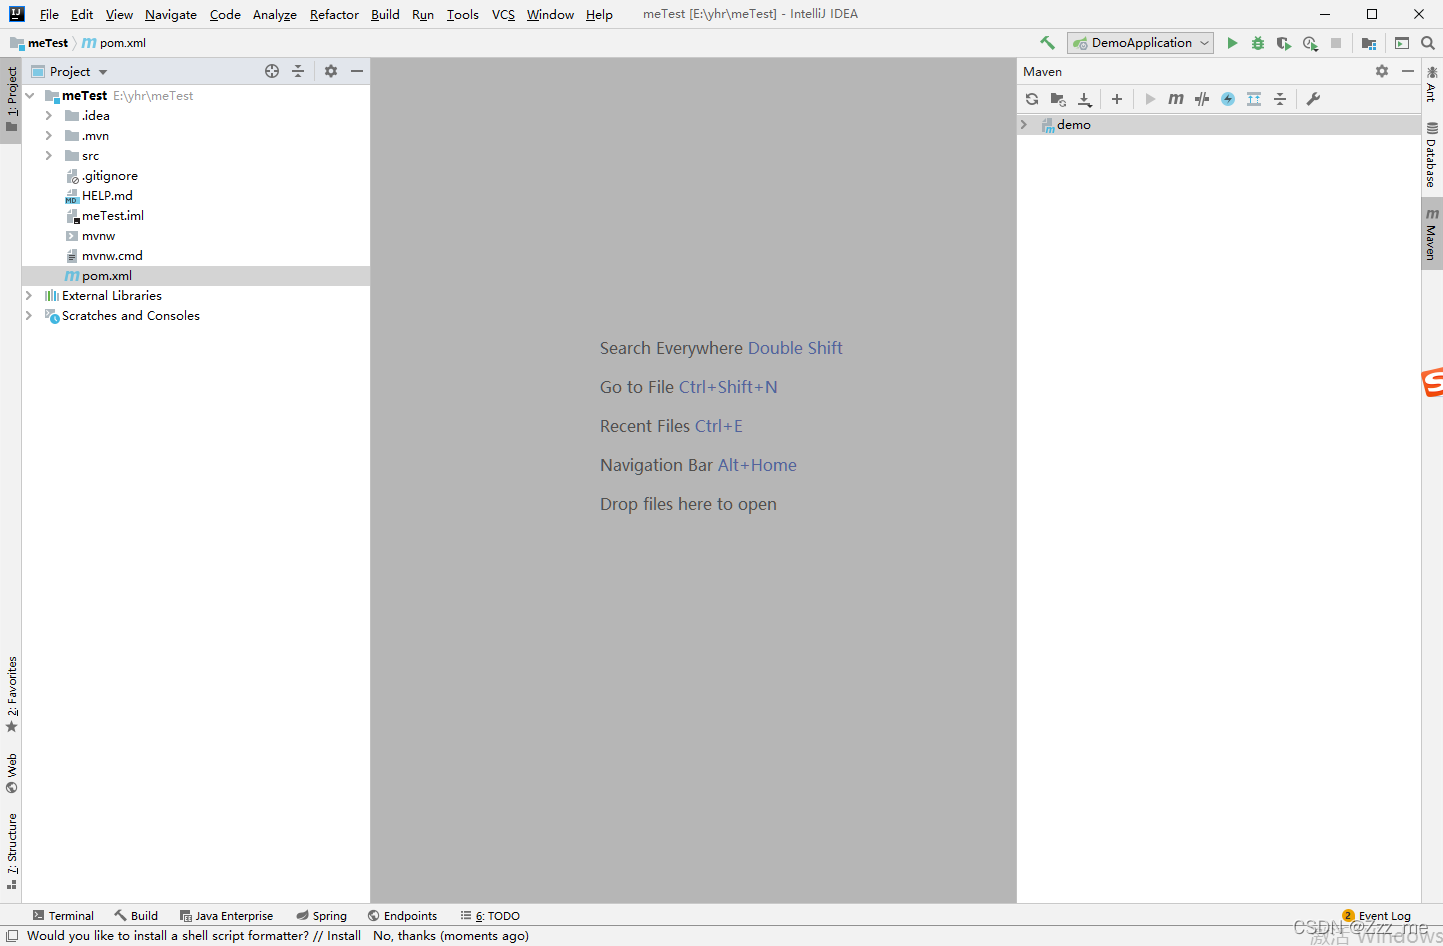 File Edit View Navigate Code Analyze Refactor Build Run Tools VCS Window Help meTest [E:\yhr\meTest] - IntelliJ IDEA
meTest pom.xml DemoApplication
1: Project
Project
meTest E:\yhr\meTest
.idea
.mvn
src
.gitignore
HELP.md
meTest.iml
mvnw
mvnw.cmd
pom.xml
External Libraries
Scratches and Consoles
Search Everywhere Double Shift
Go to File Ctrl+Shift+N
Recent Files Ctrl+E
Navigation Bar Alt+Home
Drop files here to open
Maven
demo
Ant
Database
Maven
2: Favorites
Web
7: Structure
Terminal Build Java Enterprise Spring Endpoints 6: TODO 2 Event Log
Would you like to install a shell script formatter? // Install No, thanks (moments ago)
CSDN @Zzz_me
激活 Windows